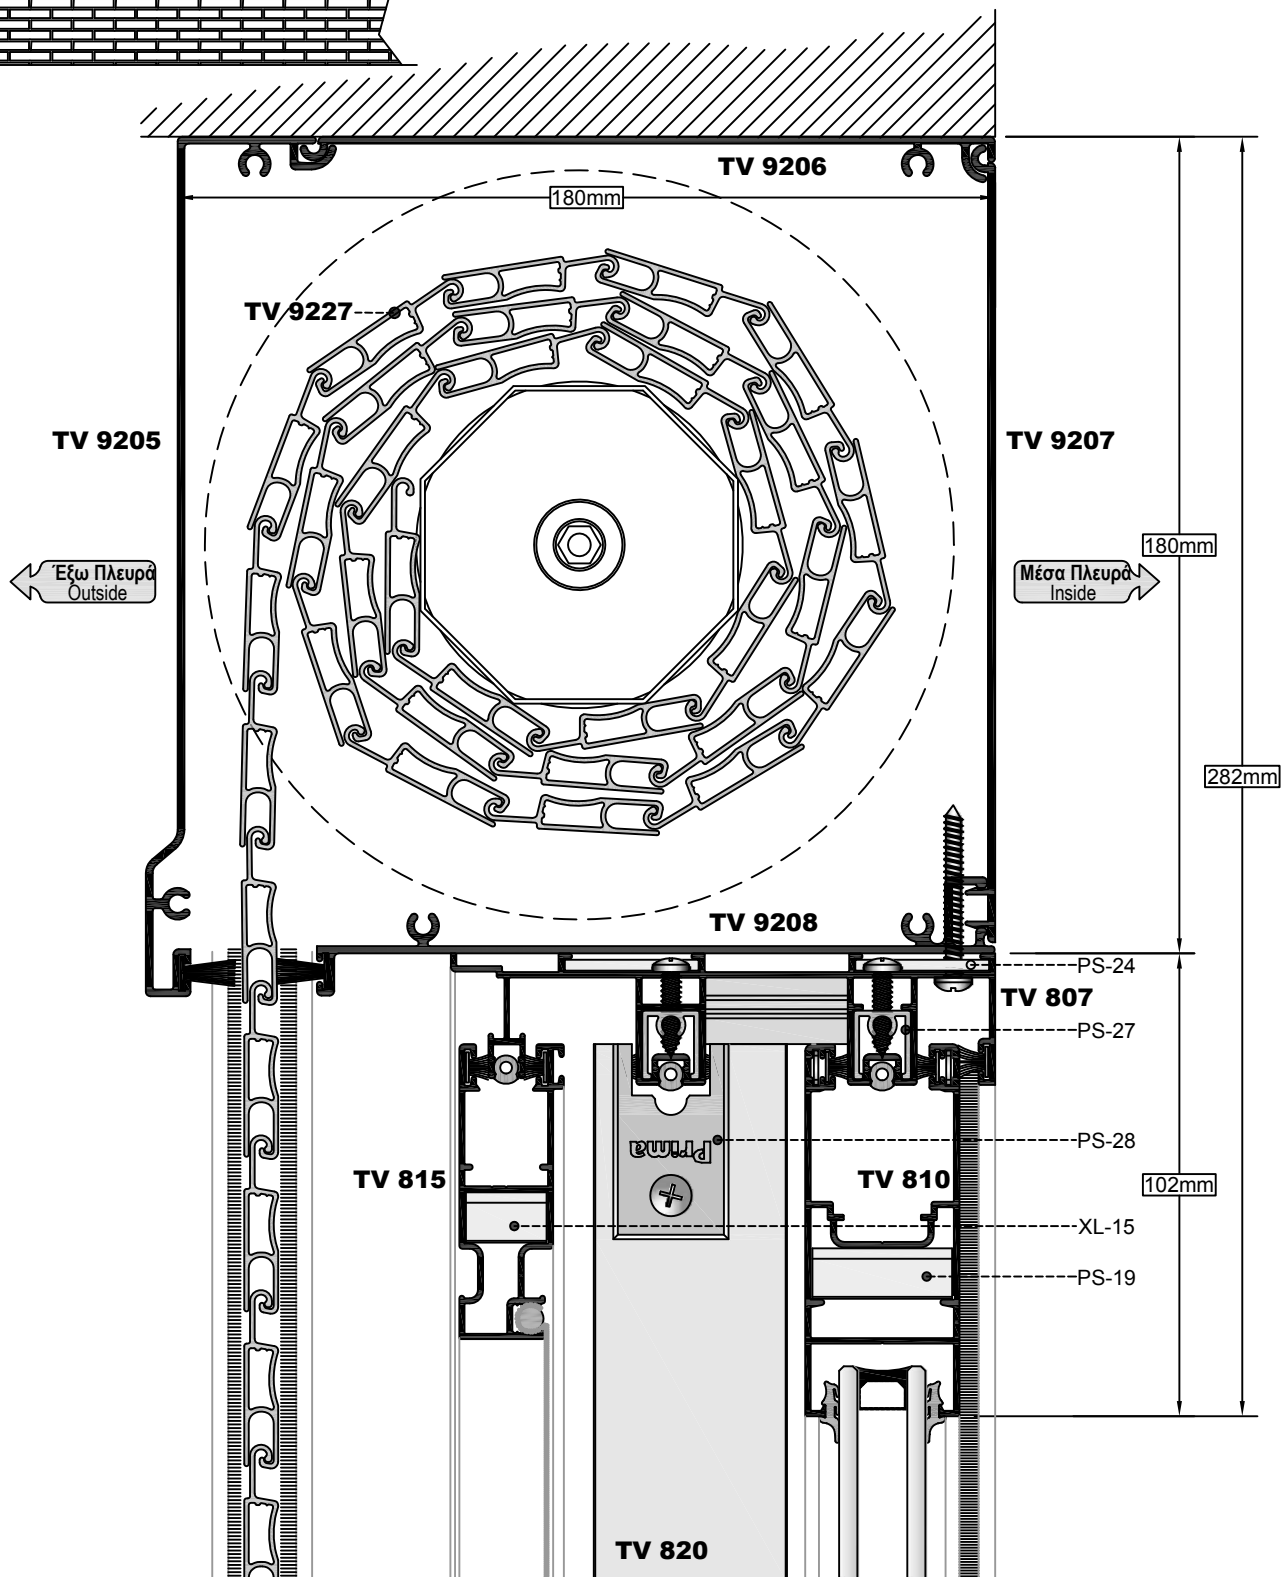 TV 9206
180mm
TV 9227
TV 9205
TV 9207
180mm
Έξω Πλευρά
Outside
Μέσα Πλευρά
Inside
282mm
TV 9208
PS-24
TV 807
PS-27
Prima
PS-28
TV 815
TV 810
102mm
XL-15
PS-19
TV 820